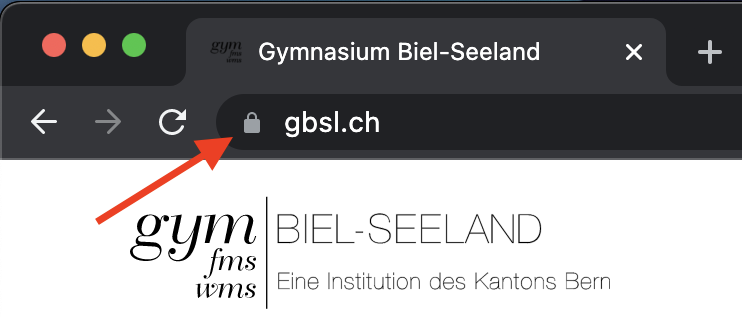 gym fms wms Gymnasium Biel-Seeland
gbsl.ch
gym BIEL-SEELAND
fms Eine Institution des Kantons Bern
wms